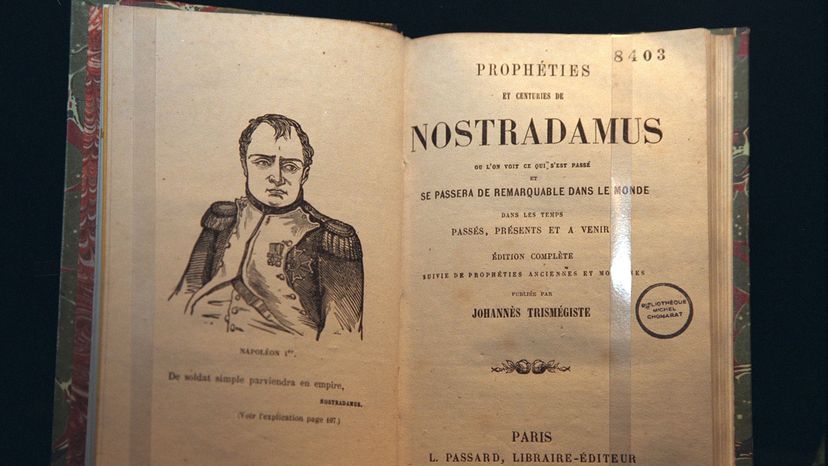 NAPOLÉON Ier.
De soldat simple parviendra en empire,
NOSTRADAMUS.
(Voir l'explication page 107.)
8403
PROPHÉTIES
ET CENTURIES DE
NOSTRADAMUS
OU L'ON VOIT CE QUI S'EST PASSÉ
ET
SE PASSERA DE REMARQUABLE DANS LE MONDE
DANS LES TEMPS
PASSÉS, PRÉSENTS ET A VENIR
ÉDITION COMPLÈTE
SUIVIE DE PROPHÉTIES ANCIENNES ET MODERNES
PUBLIÉE PAR
JOHANNÈS TRISMÉGISTE
BIBLIOTHÈQUE
MICHEL
CHOMARAT
PARIS
L. PASSARD, LIBRAIRE-ÉDITEUR